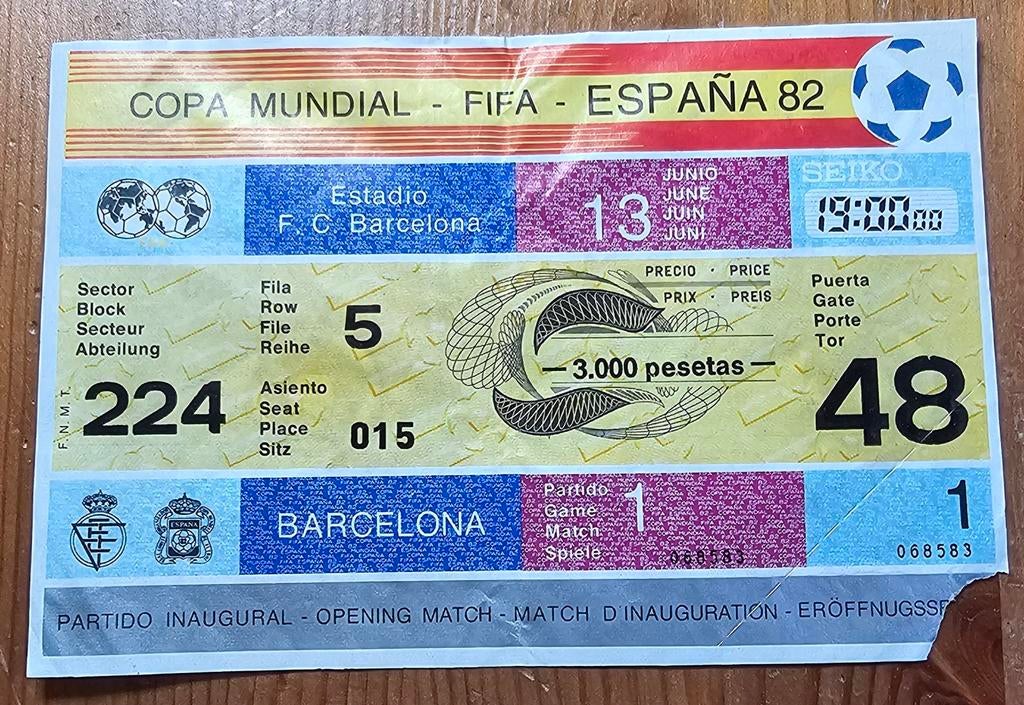 COPA MUNDIAL - FIFA - ESPAÑA 82
Estadio
F. C. Barcelona
13
JUNIO
JUNE
JUIN
JUNI
SEIKO
19:00 00
Sector
Block
Secteur
Abteilung
224
F. N. M. T.
Fila
Row
File
Reihe
5
Asiento
Seat
Place
Sitz
015
PRECIO · PRICE
PRIX · PREIS
— 3.000 pesetas —
Puerta
Gate
Porte
Tor
48
ESPAÑA
BARCELONA
Partido
Game
Match
Spiele
1
068583
1
068583
PARTIDO INAUGURAL - OPENING MATCH - MATCH D'INAUGURATION - ERÖFFNUGSS